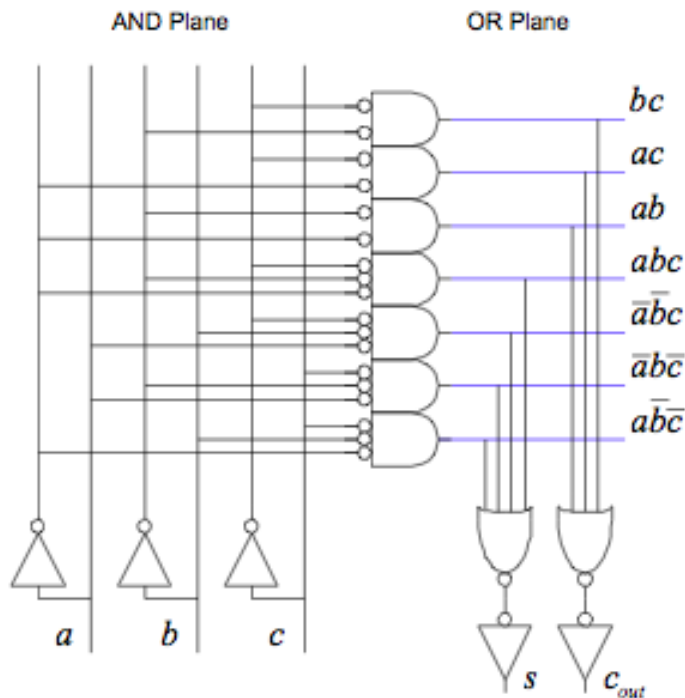 AND Plane OR Plane
bc
ac
ab
abc
a̅b̅c
a̅bc̅
ab̅c̅
a b c s c_out